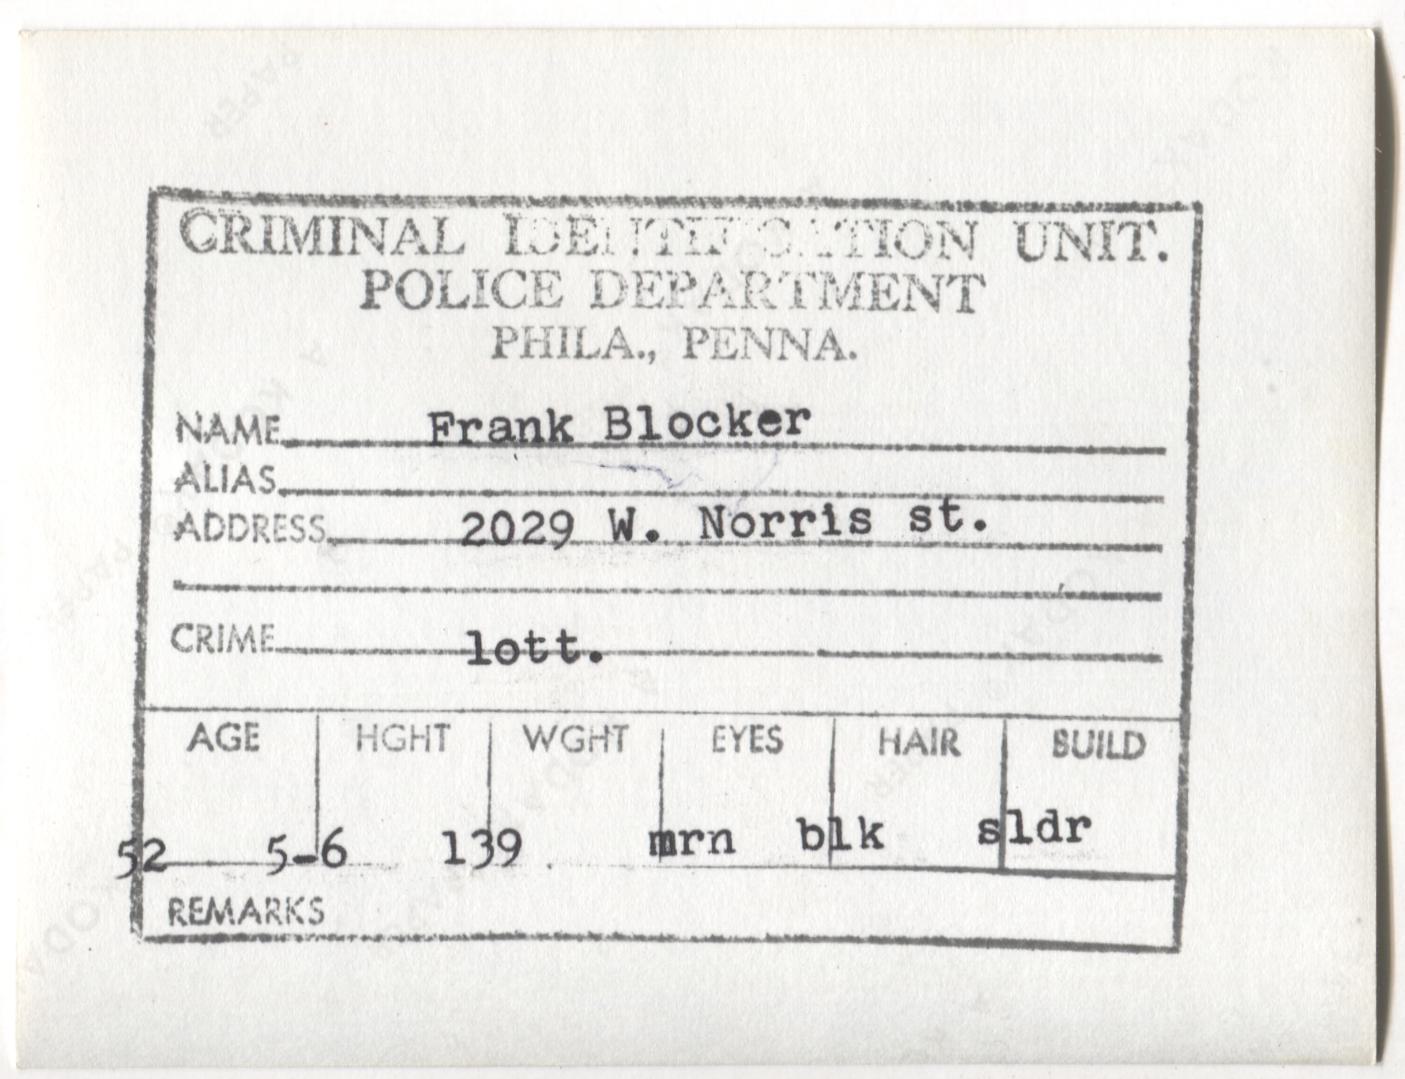 CRIMINAL IDENTIFICATION UNIT.
POLICE DEPARTMENT
PHILA., PENNA.
NAME Frank Blocker
ALIAS
ADDRESS 2029 W. Norris st.
CRIME lott.
AGE HGHT WGHT EYES HAIR BUILD
52 5-6 139 mrn blk sldr
REMARKS